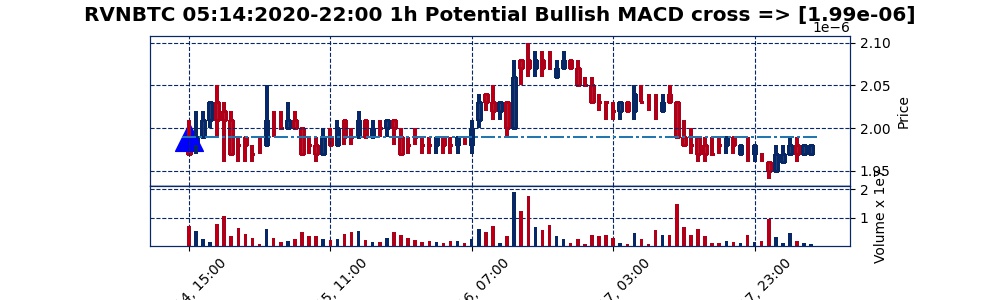 RVNBTC 05:14:2020-22:00 1h Potential Bullish MACD cross => [1.99e-06]
1e−6
2.10
2.05
2.00
1.95
Price
2
1
Volume x 1e7
4, 15:00
5, 11:00
6, 07:00
7, 03:00
7, 23:00